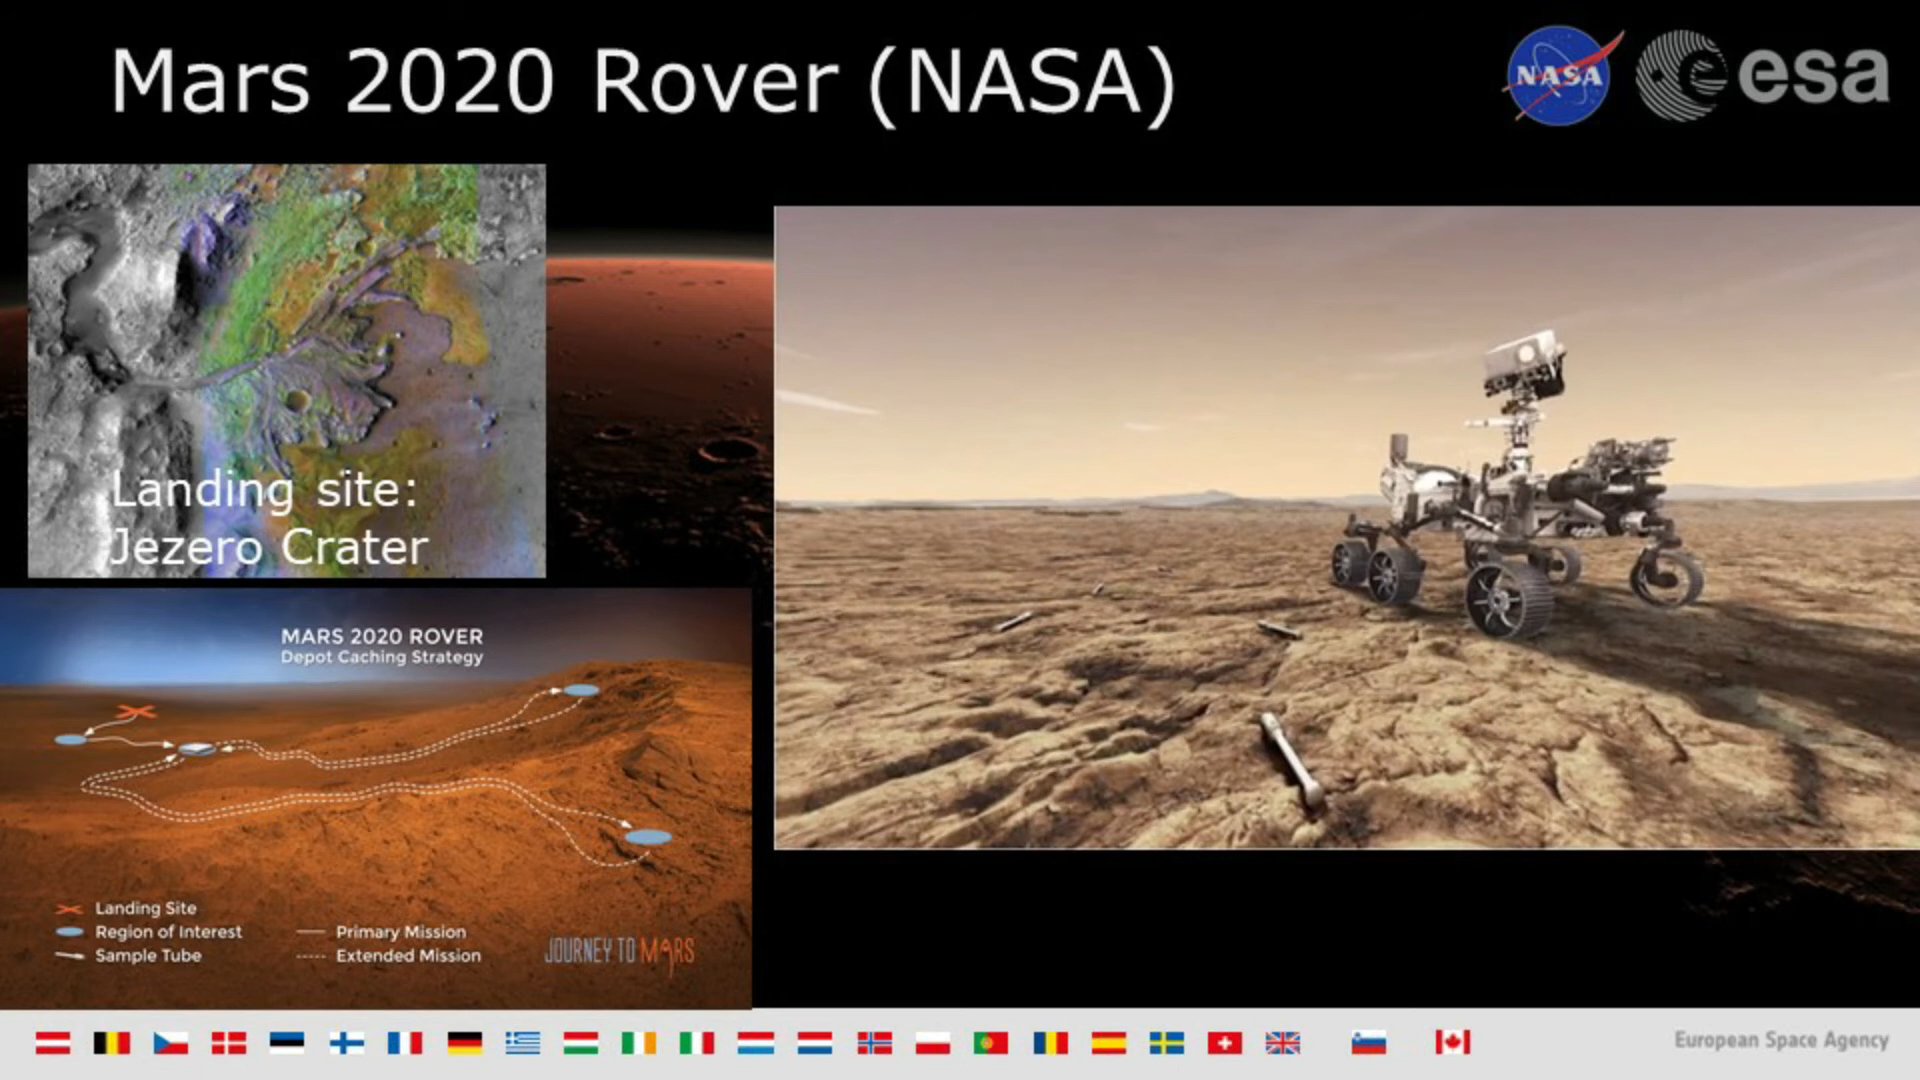 Mars 2020 Rover (NASA)
NASA
esa
Landing site:
Jezero Crater
MARS 2020 ROVER
Depot Caching Strategy
Landing Site
Region of Interest
Sample Tube
Primary Mission
Extended Mission
JOURNEY TO MARS
European Space Agency